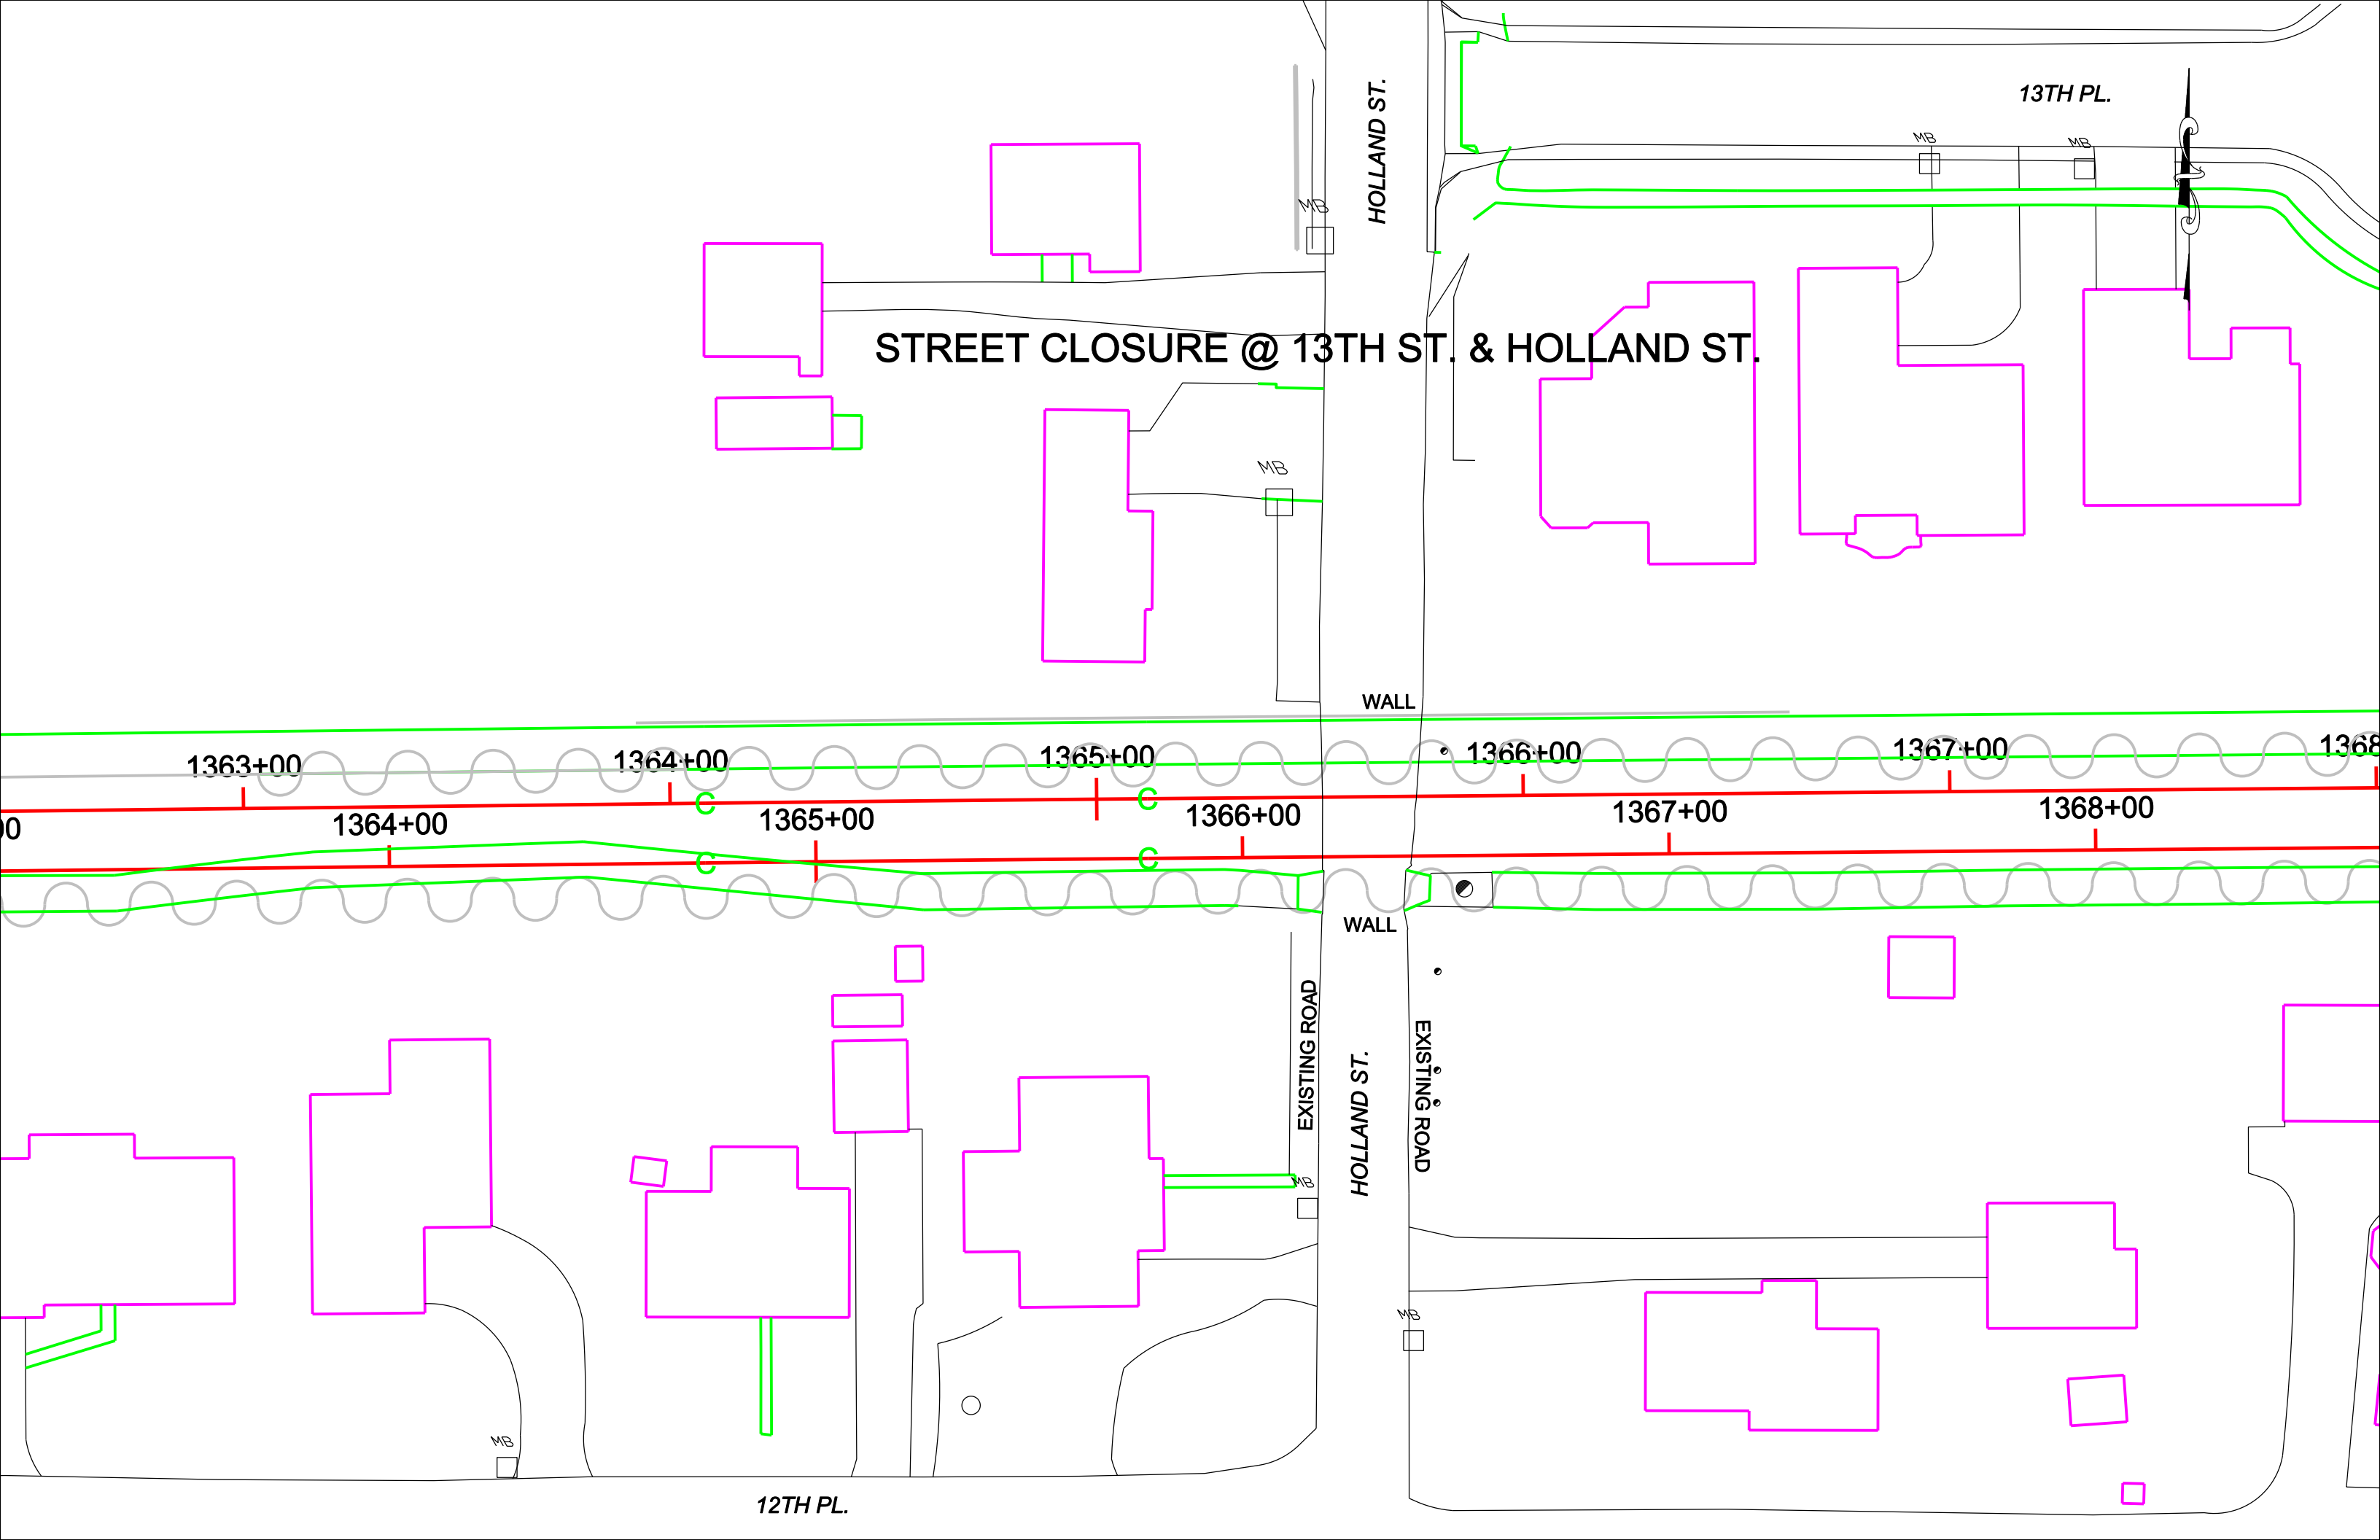 HOLLAND ST.
13TH PL.
MB
MB
MB
STREET CLOSURE @ 13TH ST. & HOLLAND ST.
MB
WALL
1363+00
1364+00
1365+00
1366+00
1367+00
1368
C
C
00
1364+00
1365+00
1366+00
1367+00
1368+00
C
C
WALL
EXISTING ROAD
HOLLAND ST.
EXISTING ROAD
MB
MB
MB
12TH PL.